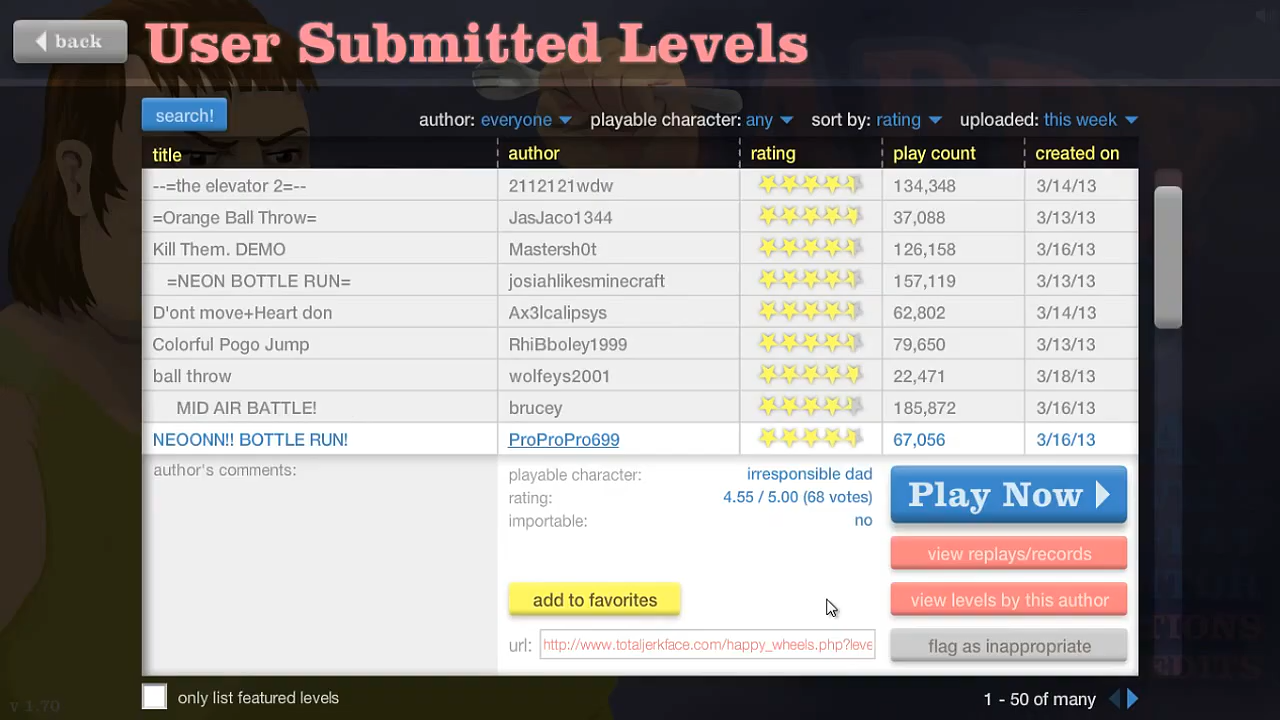 back
User Submitted Levels
search!
author: everyone playable character: any sort by: rating uploaded: this week
title author rating play count created on
--=the elevator 2=-- 2112121wdw 134,348 3/14/13
=Orange Ball Throw= JasJaco1344 37,088 3/13/13
Kill Them. DEMO Mastersh0t 126,158 3/16/13
=NEON BOTTLE RUN= josiahlikesminecraft 157,119 3/13/13
D'ont move+Heart don Ax3lcalipsys 62,802 3/14/13
Colorful Pogo Jump RhiBboley1999 79,650 3/13/13
ball throw wolfeys2001 22,471 3/18/13
MID AIR BATTLE! brucey 185,872 3/16/13
NEOONN!! BOTTLE RUN! ProProPro699 67,056 3/16/13
author's comments:
playable character: irresponsible dad
rating: 4.55 / 5.00 (68 votes)
importable: no
Play Now
view replays/records
add to favorites
view levels by this author
url: http://www.totaljerkface.com/happy_wheels.php?leve
flag as inappropriate
only list featured levels
1 - 50 of many
v 1.70